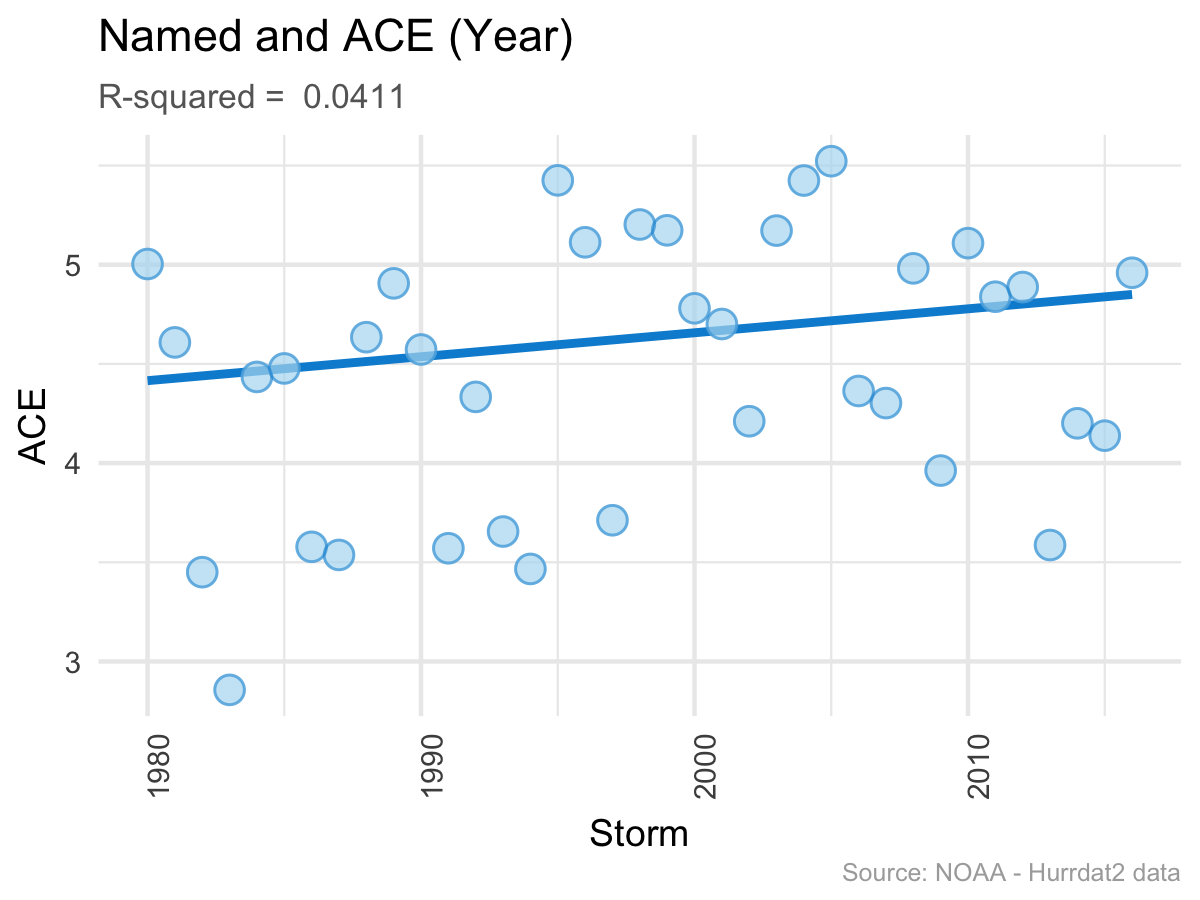 Named and ACE (Year)
R-squared =  0.0411
ACE
5
4
3
1980
1990
2000
2010
Storm
Source: NOAA - Hurrdat2 data